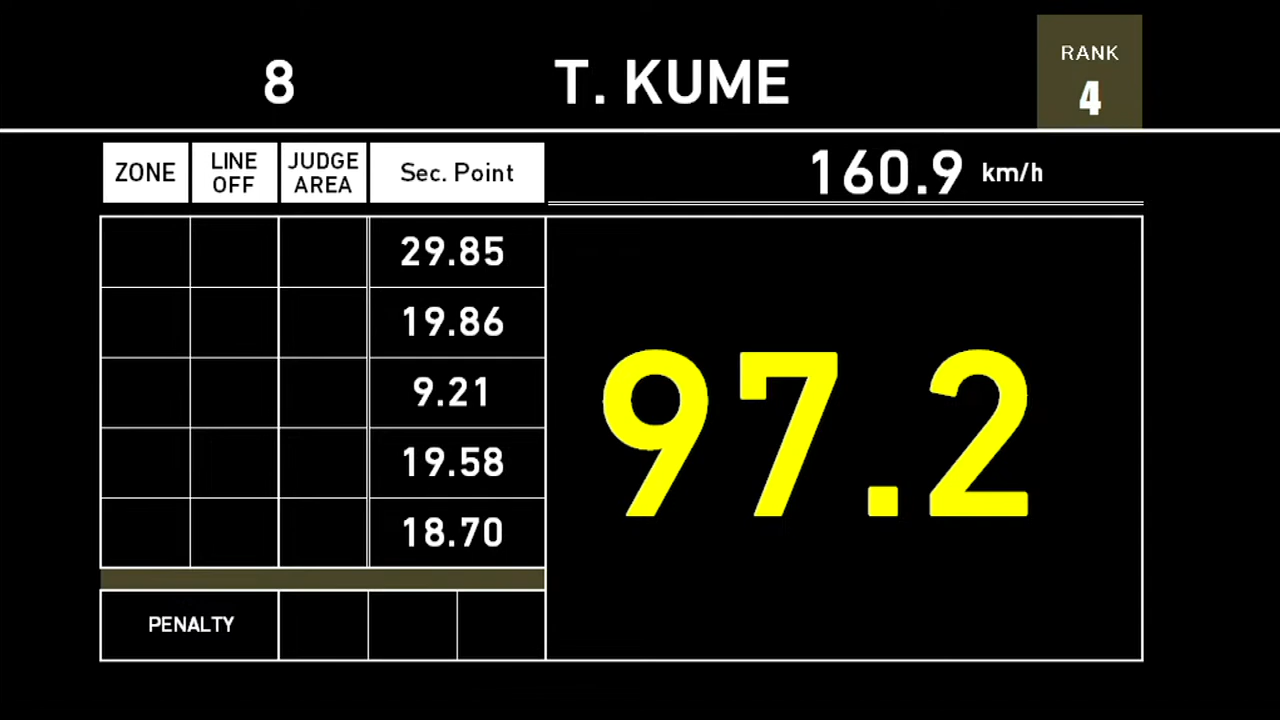 8
T. KUME
RANK
4
ZONE
LINE
OFF
JUDGE
AREA
Sec. Point
160.9 km/h
29.85
19.86
9.21
19.58
18.70
97.2
PENALTY